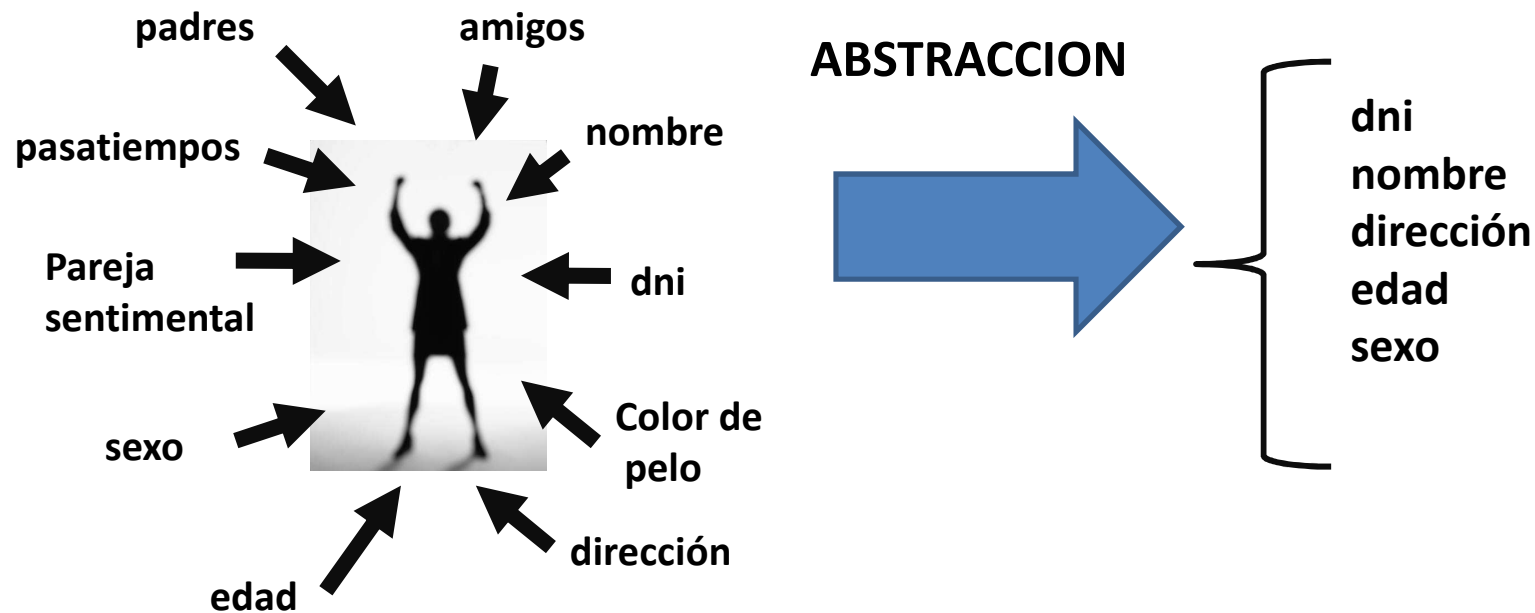 padres
amigos
pasatiempos
nombre
Pareja
sentimental
dni
sexo
Color de
pelo
edad
dirección
ABSTRACCION
dni
nombre
dirección
edad
sexo